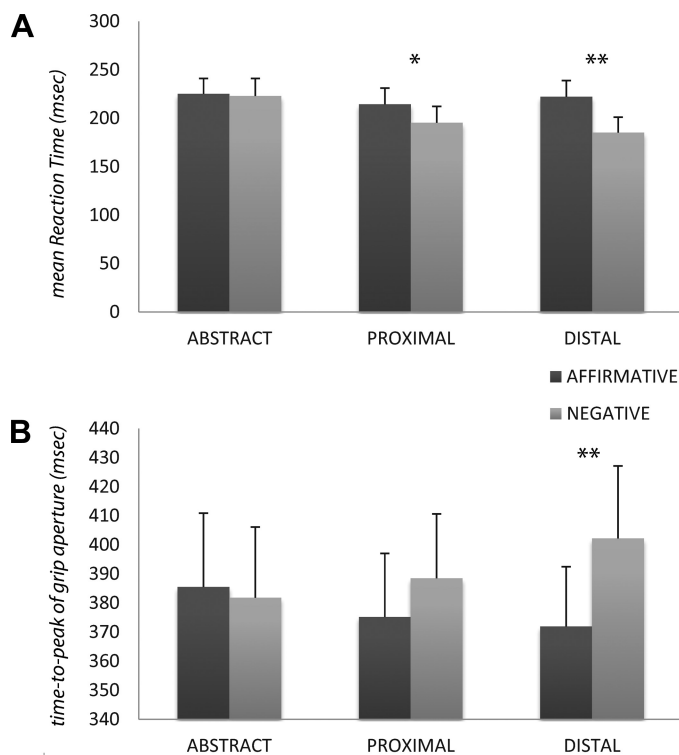 A
mean Reaction Time (msec)
300
250
200
150
100
50
0
*
**
ABSTRACT PROXIMAL DISTAL
AFFIRMATIVE
NEGATIVE
B
time-to-peak of grip aperture (msec)
440
430
420
410
400
390
380
370
360
350
340
**
ABSTRACT PROXIMAL DISTAL